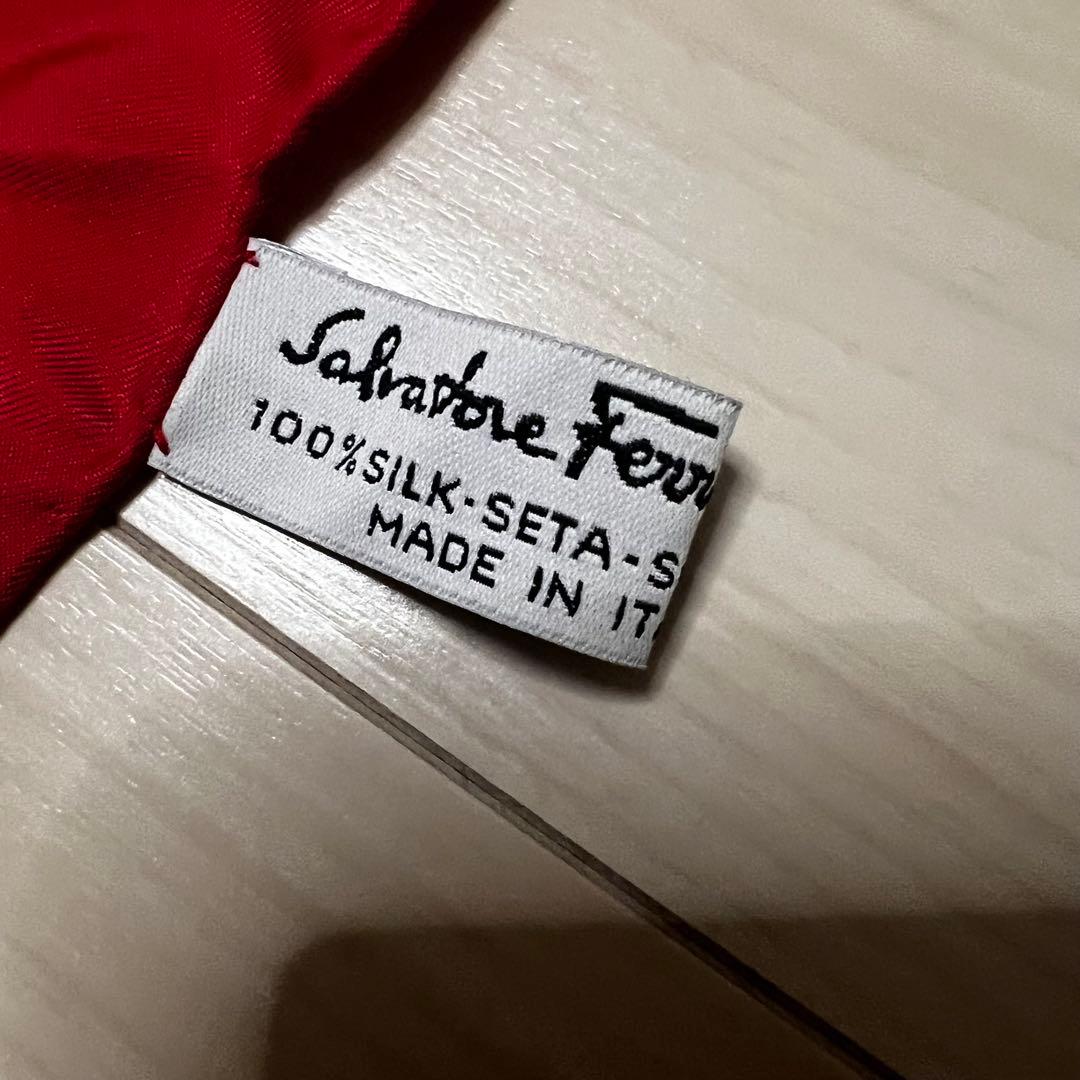 Salvatore Ferr
100% SILK-SETA-S
MADE IN IT